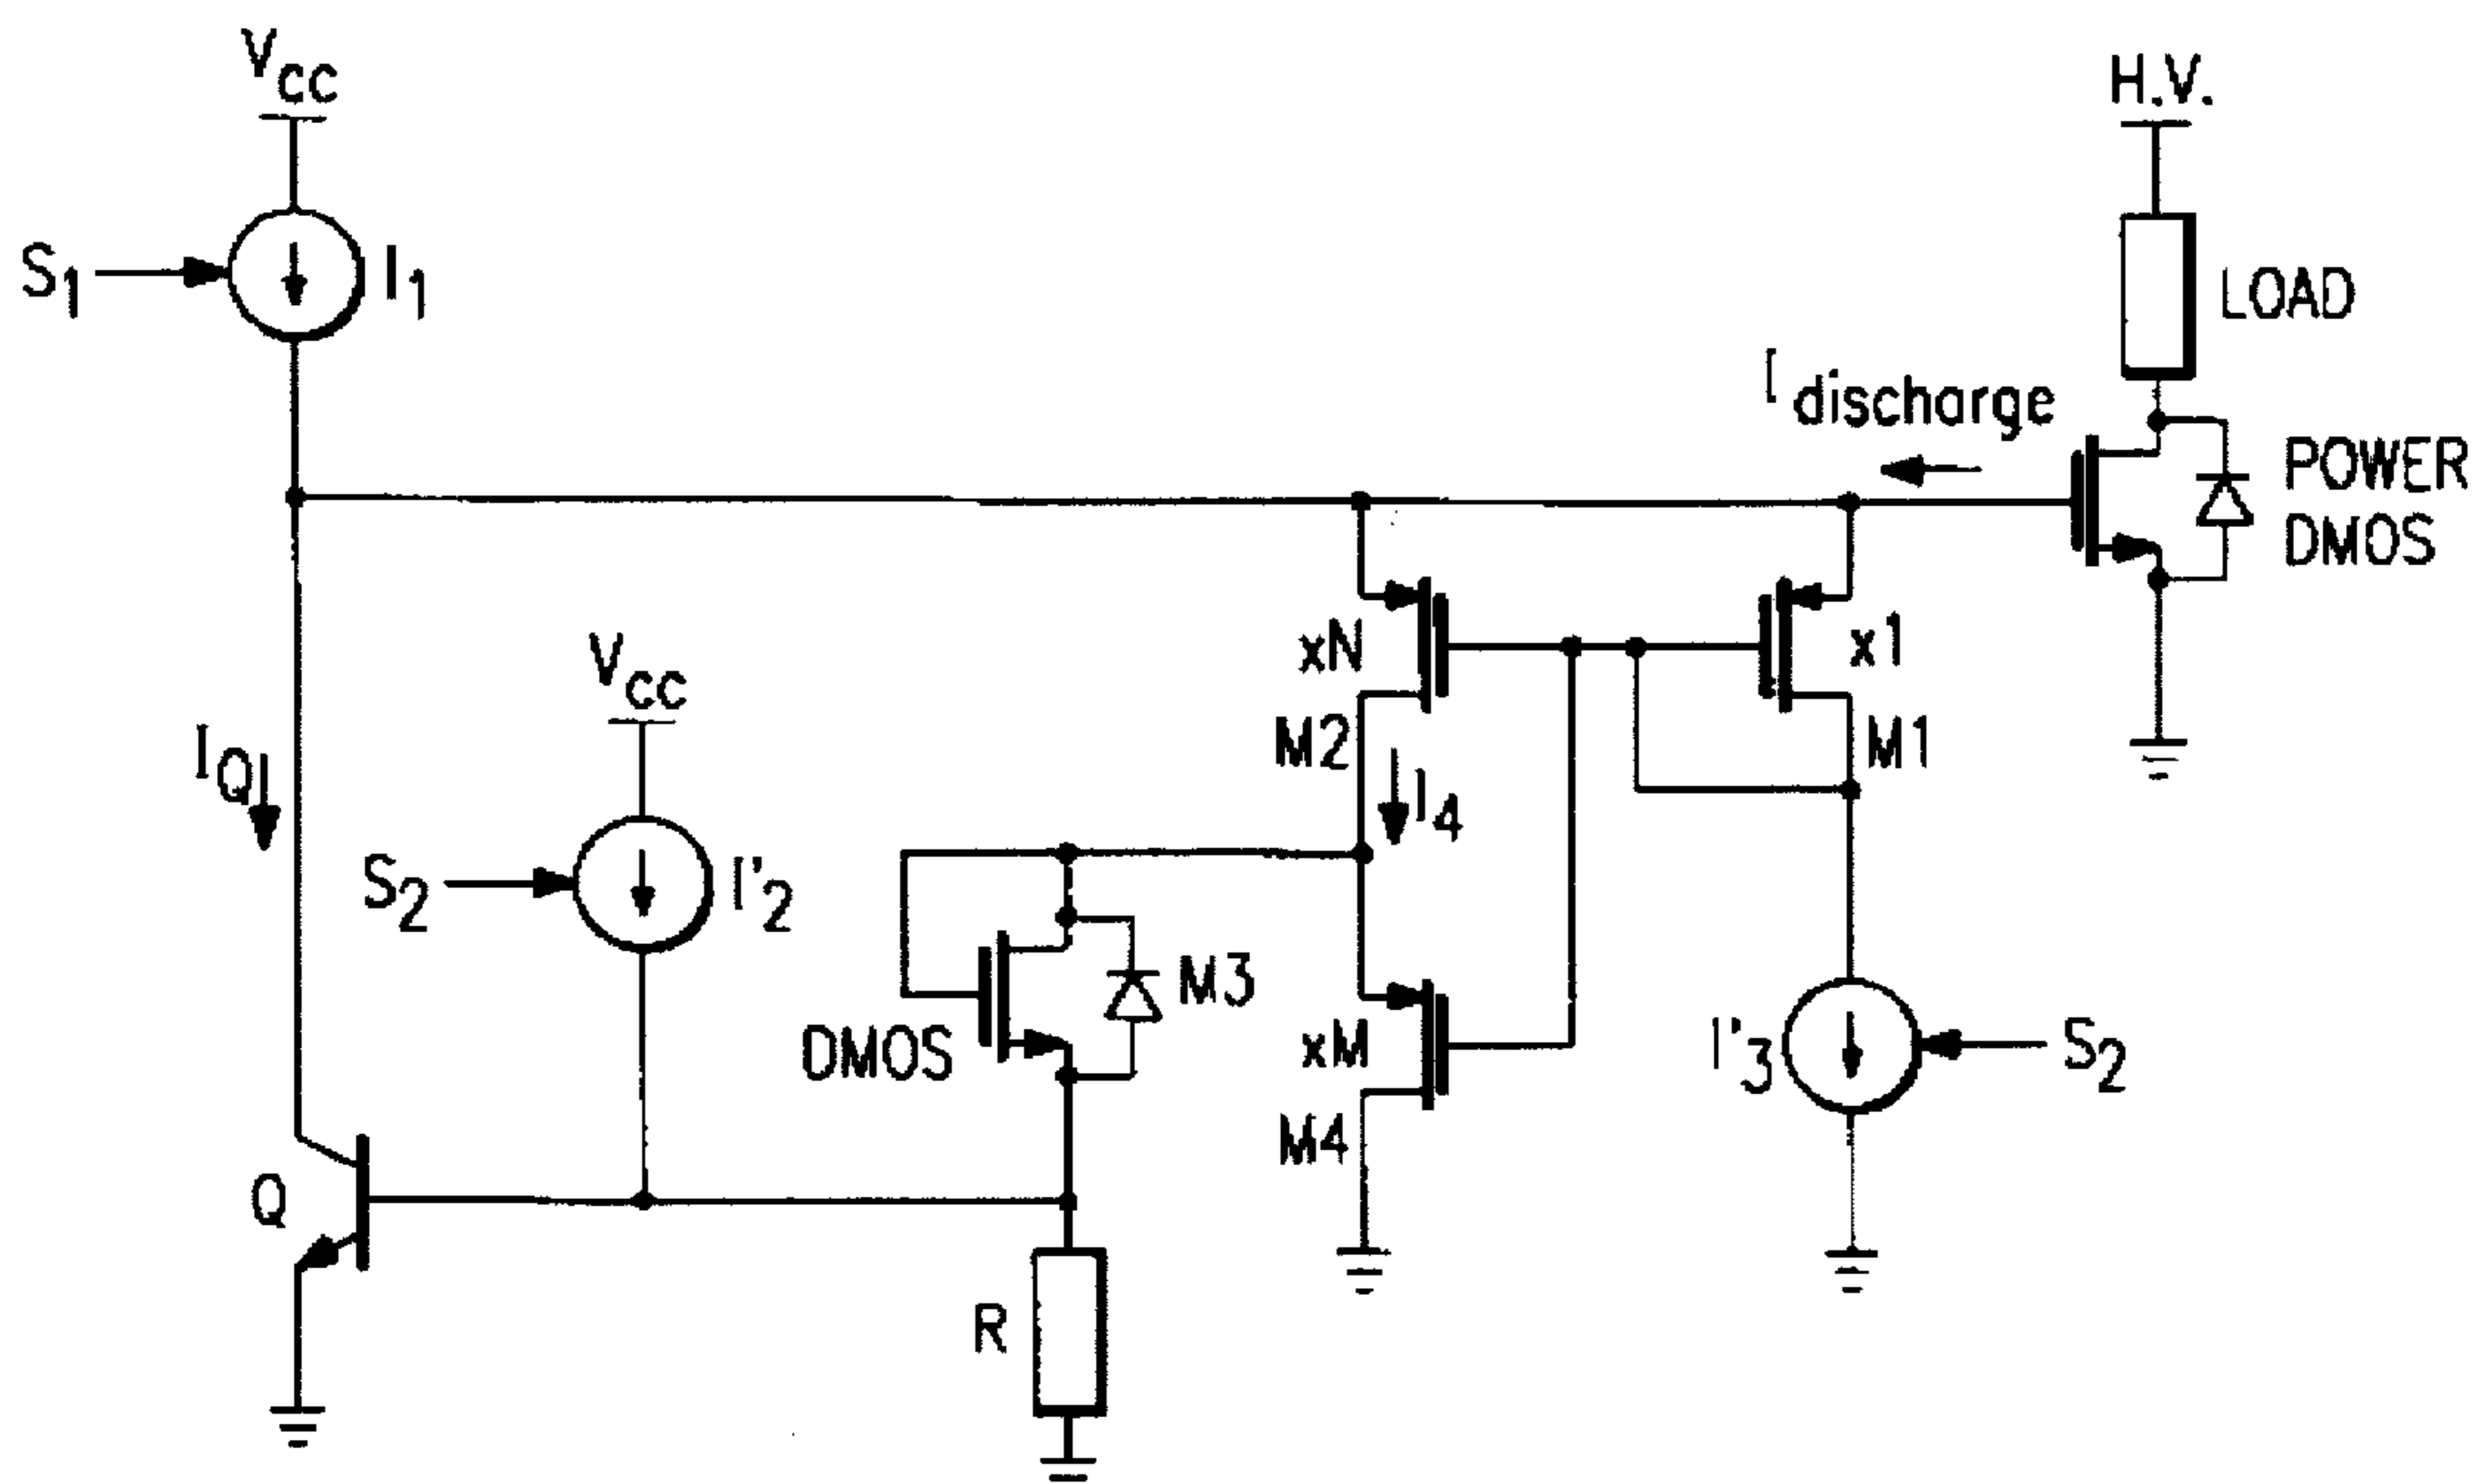 Vcc
H.V.
S1
I1
LOAD
Idischarge
POWER
DMOS
xN
x1
Vcc
M2
M1
IQ
I4
S2
I'2
M3
DMOS
xM
I'3
S2
M4
Q
R